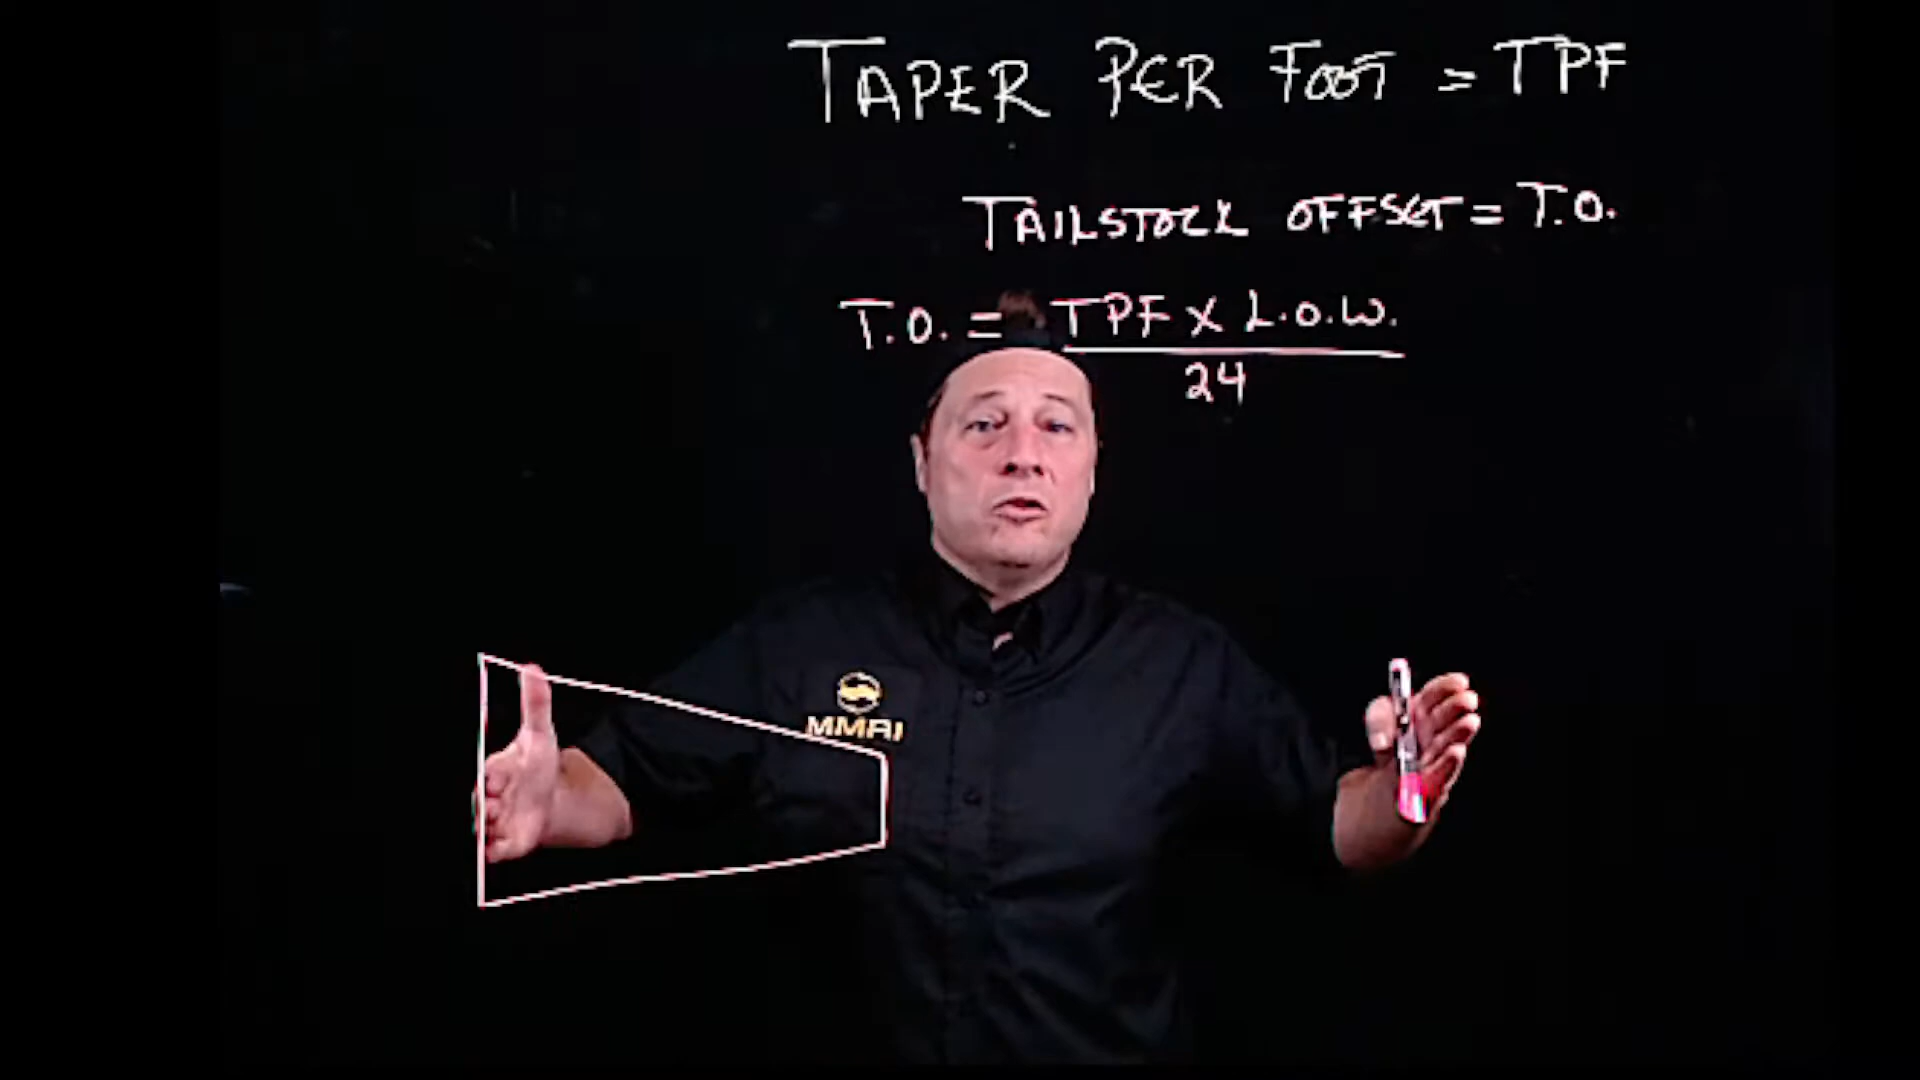 TAPER PER FOOT = TPF
TAILSTOCK OFFSET = T.O.
T.O. = TPF X L.O.W.
24
MMRI